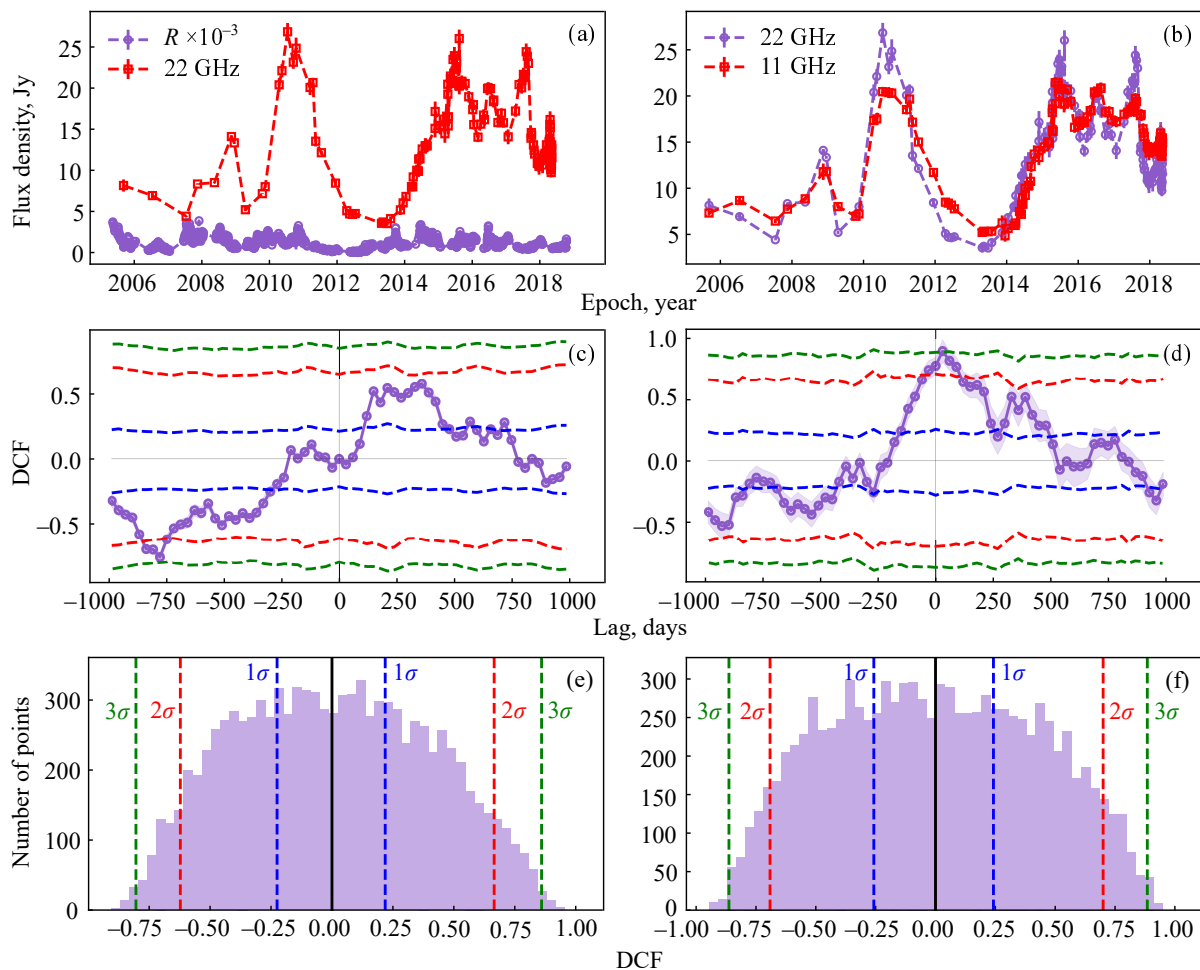 (a)
R ×10⁻³
22 GHz
Flux density, Jy
25
20
15
10
5
0
2006 2008 2010 2012 2014 2016 2018
(b)
22 GHz
11 GHz
25
20
15
10
5
2006 2008 2010 2012 2014 2016 2018
Epoch, year
(c)
DCF
0.5
0.0
−0.5
−1000 −750 −500 −250 0 250 500 750 1000
(d)
1.0
0.5
0.0
−0.5
−1000 −750 −500 −250 0 250 500 750 1000
Lag, days
(e)
Number of points
300
200
100
0
3σ 2σ 1σ 1σ 2σ 3σ
−0.75 −0.50 −0.25 0.00 0.25 0.50 0.75 1.00
(f)
300
250
200
150
100
50
0
3σ 2σ 1σ 1σ 2σ 3σ
−1.00 −0.75 −0.50 −0.25 0.00 0.25 0.50 0.75 1.00
DCF